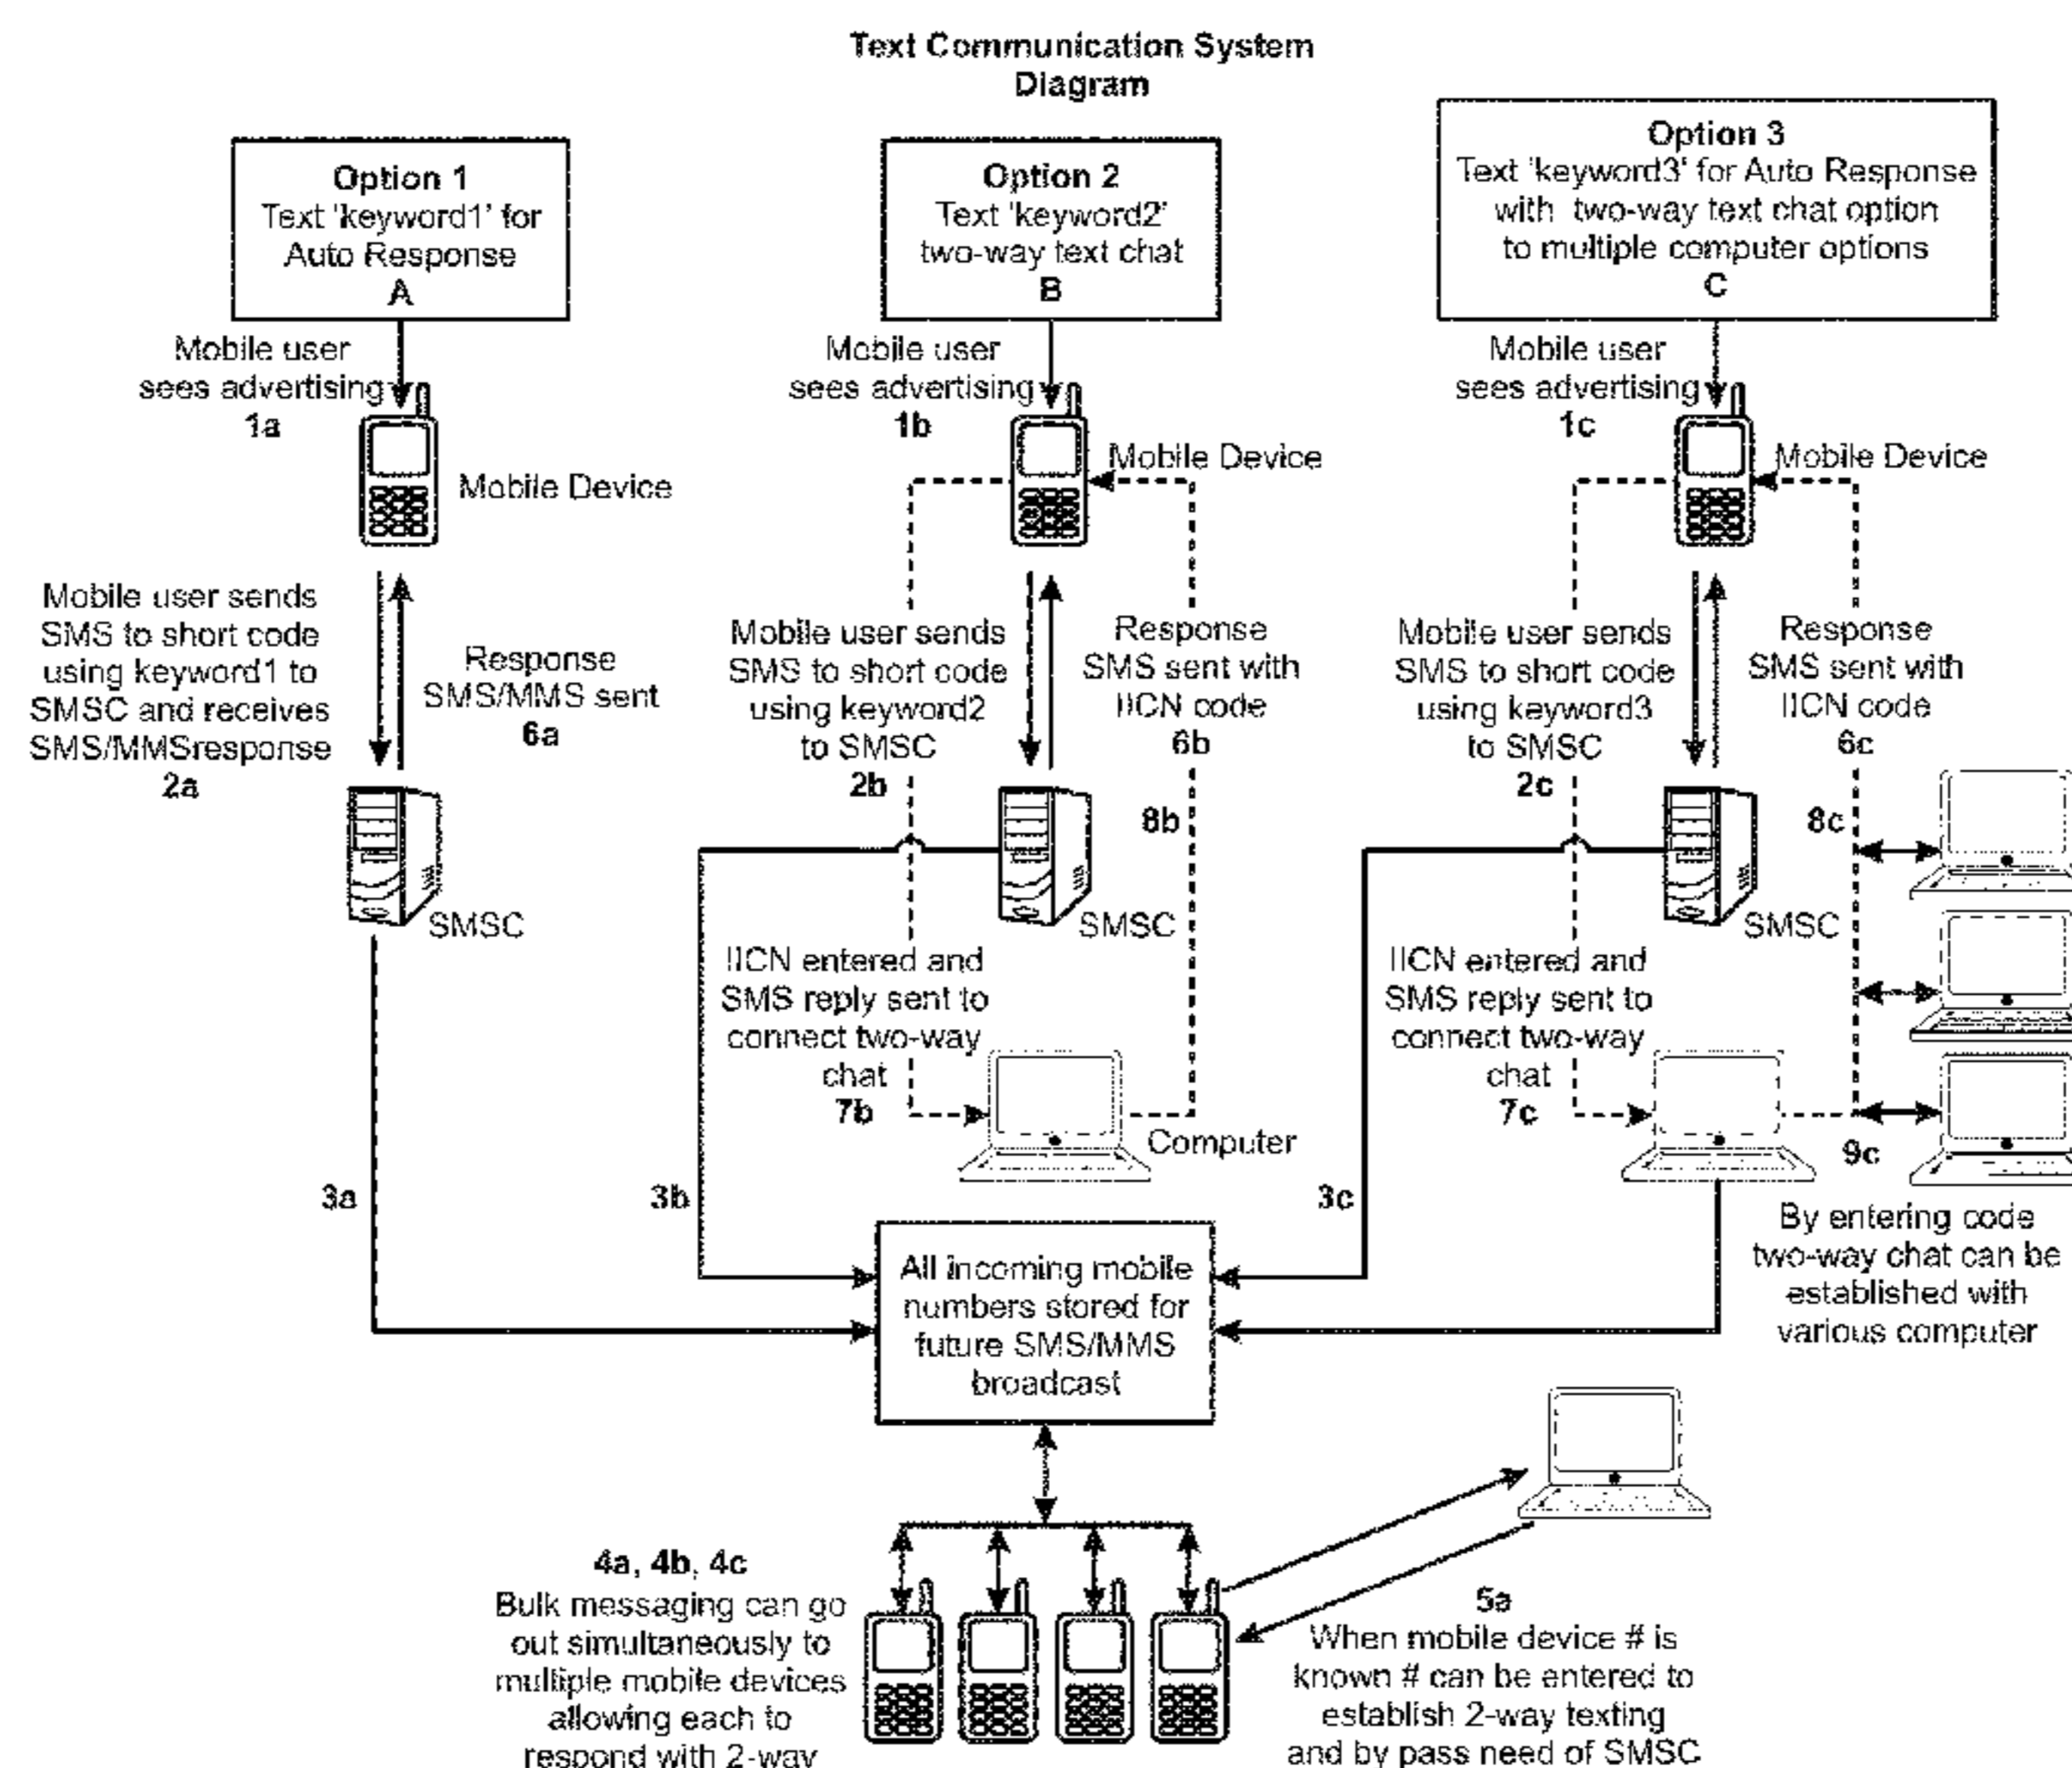 Text Communication System
Diagram
Option 1
Text 'keyword1' for
Auto Response
A
Option 2
Text 'keyword2'
two-way text chat
B
Option 3
Text 'keyword3' for Auto Response
with two-way text chat option
to multiple computer options
C
Mobile user
sees advertising
1a
Mobile Device
Mobile user
sees advertising
1b
Mobile Device
Mobile user
sees advertising
1c
Mobile Device
Mobile user sends
SMS to short code
using keyword1 to
SMSC and receives
SMS/MMSresponse
2a
Response
SMS/MMS sent
6a
Mobile user sends
SMS to short code
using keyword2
to SMSC
2b
Response
SMS sent with
IICN code
6b
8b
Mobile user sends
SMS to short code
using keyword3
to SMSC
2c
Response
SMS sent with
IICN code
6c
8c
SMSC
SMSC
SMSC
IICN entered and
SMS reply sent to
connect two-way
chat
7b
Computer
IICN entered and
SMS reply sent to
connect two-way
chat
7c
9c
3a
3b
3c
By entering code
two-way chat can be
established with
various computer
All incoming mobile
numbers stored for
future SMS/MMS
broadcast
4a, 4b, 4c
Bulk messaging can go
out simultaneously to
multiple mobile devices
allowing each to
respond with 2-way
5a
When mobile device # is
known # can be entered to
establish 2-way texting
and by pass need of SMSC